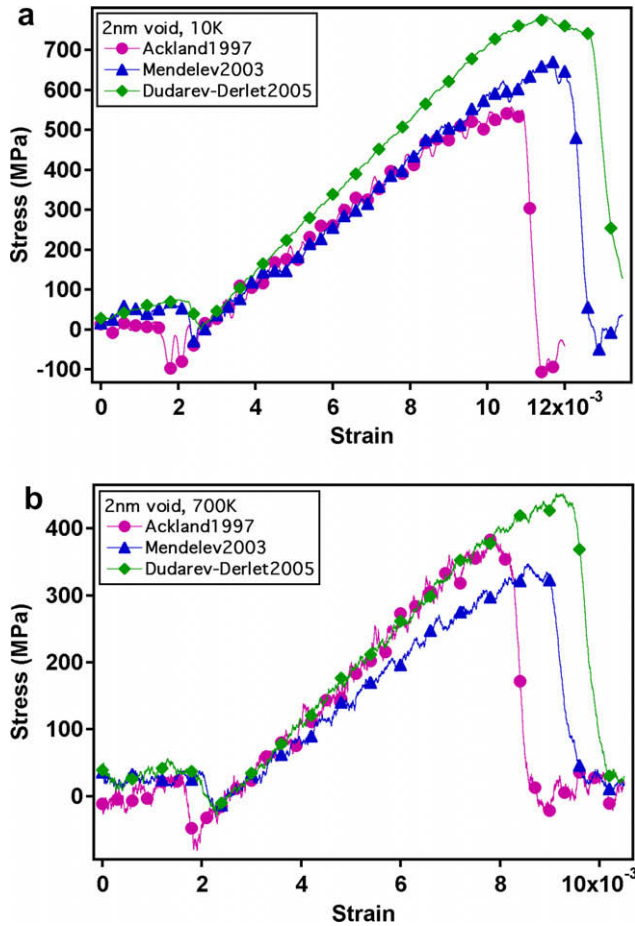 a
2nm void, 10K
Ackland1997
Mendelev2003
Dudarev-Derlet2005
700
600
500
400
300
200
100
0
-100
Stress (MPa)
0 2 4 6 8 10 12x10⁻³
Strain
b
2nm void, 700K
Ackland1997
Mendelev2003
Dudarev-Derlet2005
400
300
200
100
0
Stress (MPa)
0 2 4 6 8 10x10⁻³
Strain